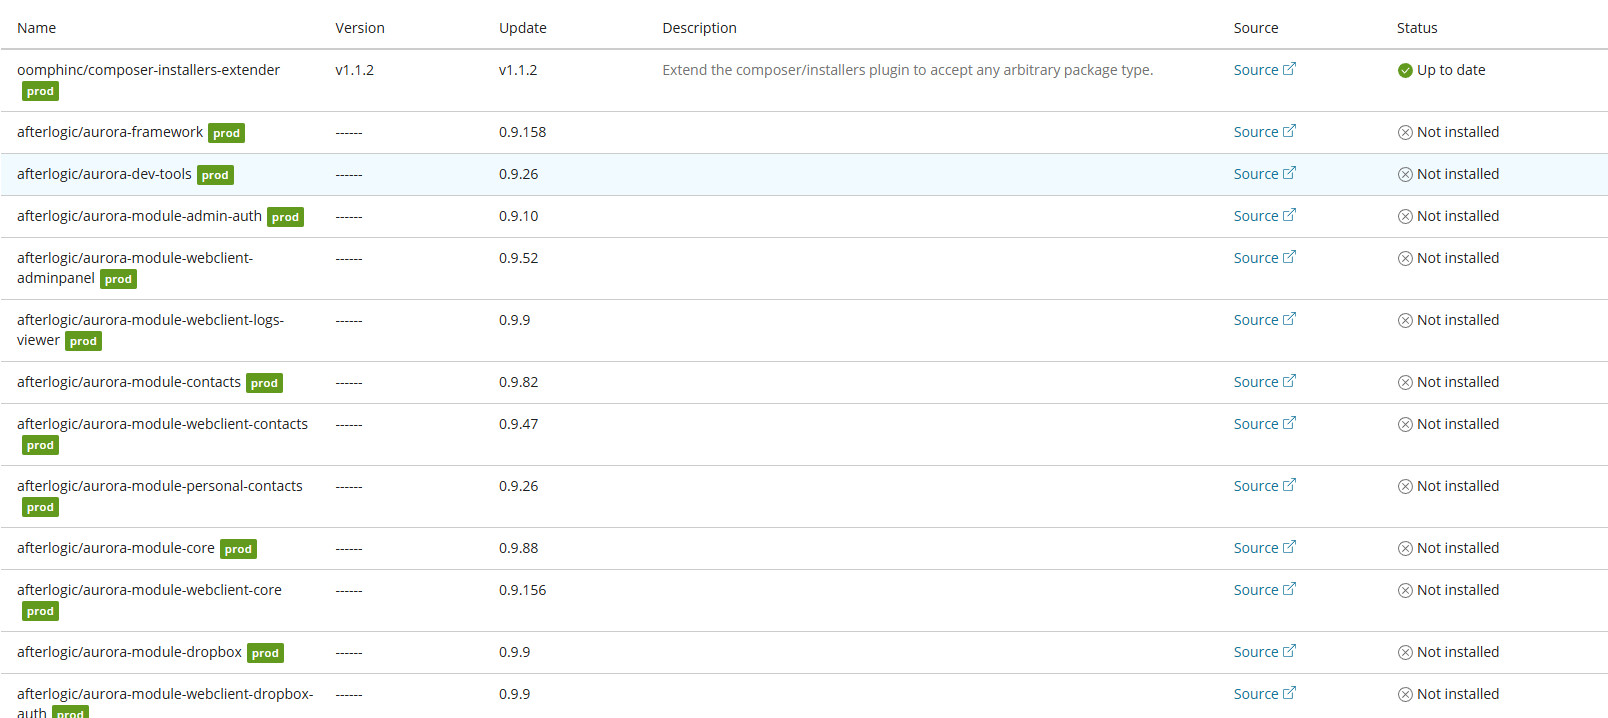 Name Version Update Description Source Status
oomphinc/composer-installers-extender v1.1.2 v1.1.2 Extend the composer/installers plugin to accept any arbitrary package type. Source Up to date
prod
afterlogic/aurora-framework prod ------ 0.9.158 Source Not installed
afterlogic/aurora-dev-tools prod ------ 0.9.26 Source Not installed
afterlogic/aurora-module-admin-auth prod ------ 0.9.10 Source Not installed
afterlogic/aurora-module-webclient- ------ 0.9.52 Source Not installed
adminpanel prod
afterlogic/aurora-module-webclient-logs- ------ 0.9.9 Source Not installed
viewer prod
afterlogic/aurora-module-contacts prod ------ 0.9.82 Source Not installed
afterlogic/aurora-module-webclient-contacts ------ 0.9.47 Source Not installed
prod
afterlogic/aurora-module-personal-contacts ------ 0.9.26 Source Not installed
prod
afterlogic/aurora-module-core prod ------ 0.9.88 Source Not installed
afterlogic/aurora-module-webclient-core ------ 0.9.156 Source Not installed
prod
afterlogic/aurora-module-dropbox prod ------ 0.9.9 Source Not installed
afterlogic/aurora-module-webclient-dropbox- ------ 0.9.9 Source Not installed
auth prod